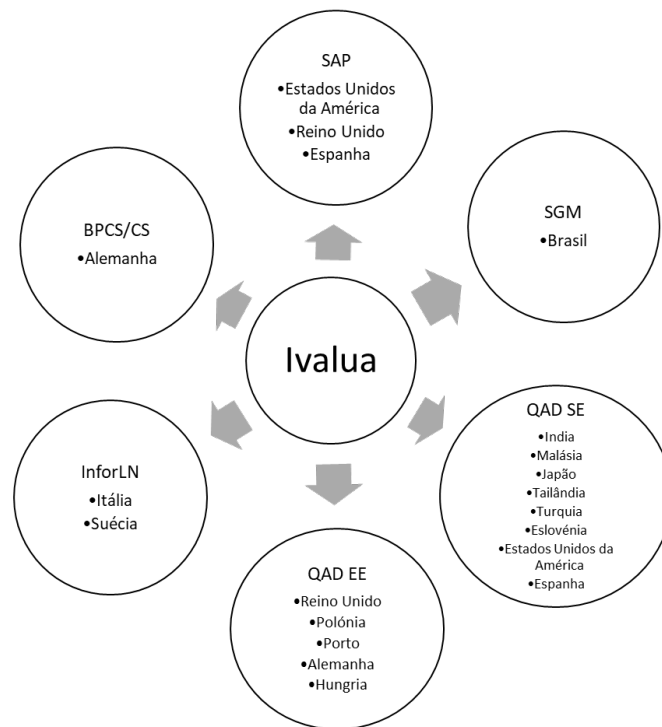 SAP
•Estados Unidos
da América
•Reino Unido
•Espanha
SGM
•Brasil
BPCS/CS
•Alemanha
Ivalua
QAD SE
•India
•Malásia
•Japão
•Tailândia
•Turquia
•Eslovénia
•Estados Unidos da
América
•Espanha
InforLN
•Itália
•Suécia
QAD EE
•Reino Unido
•Polónia
•Porto
•Alemanha
•Hungria